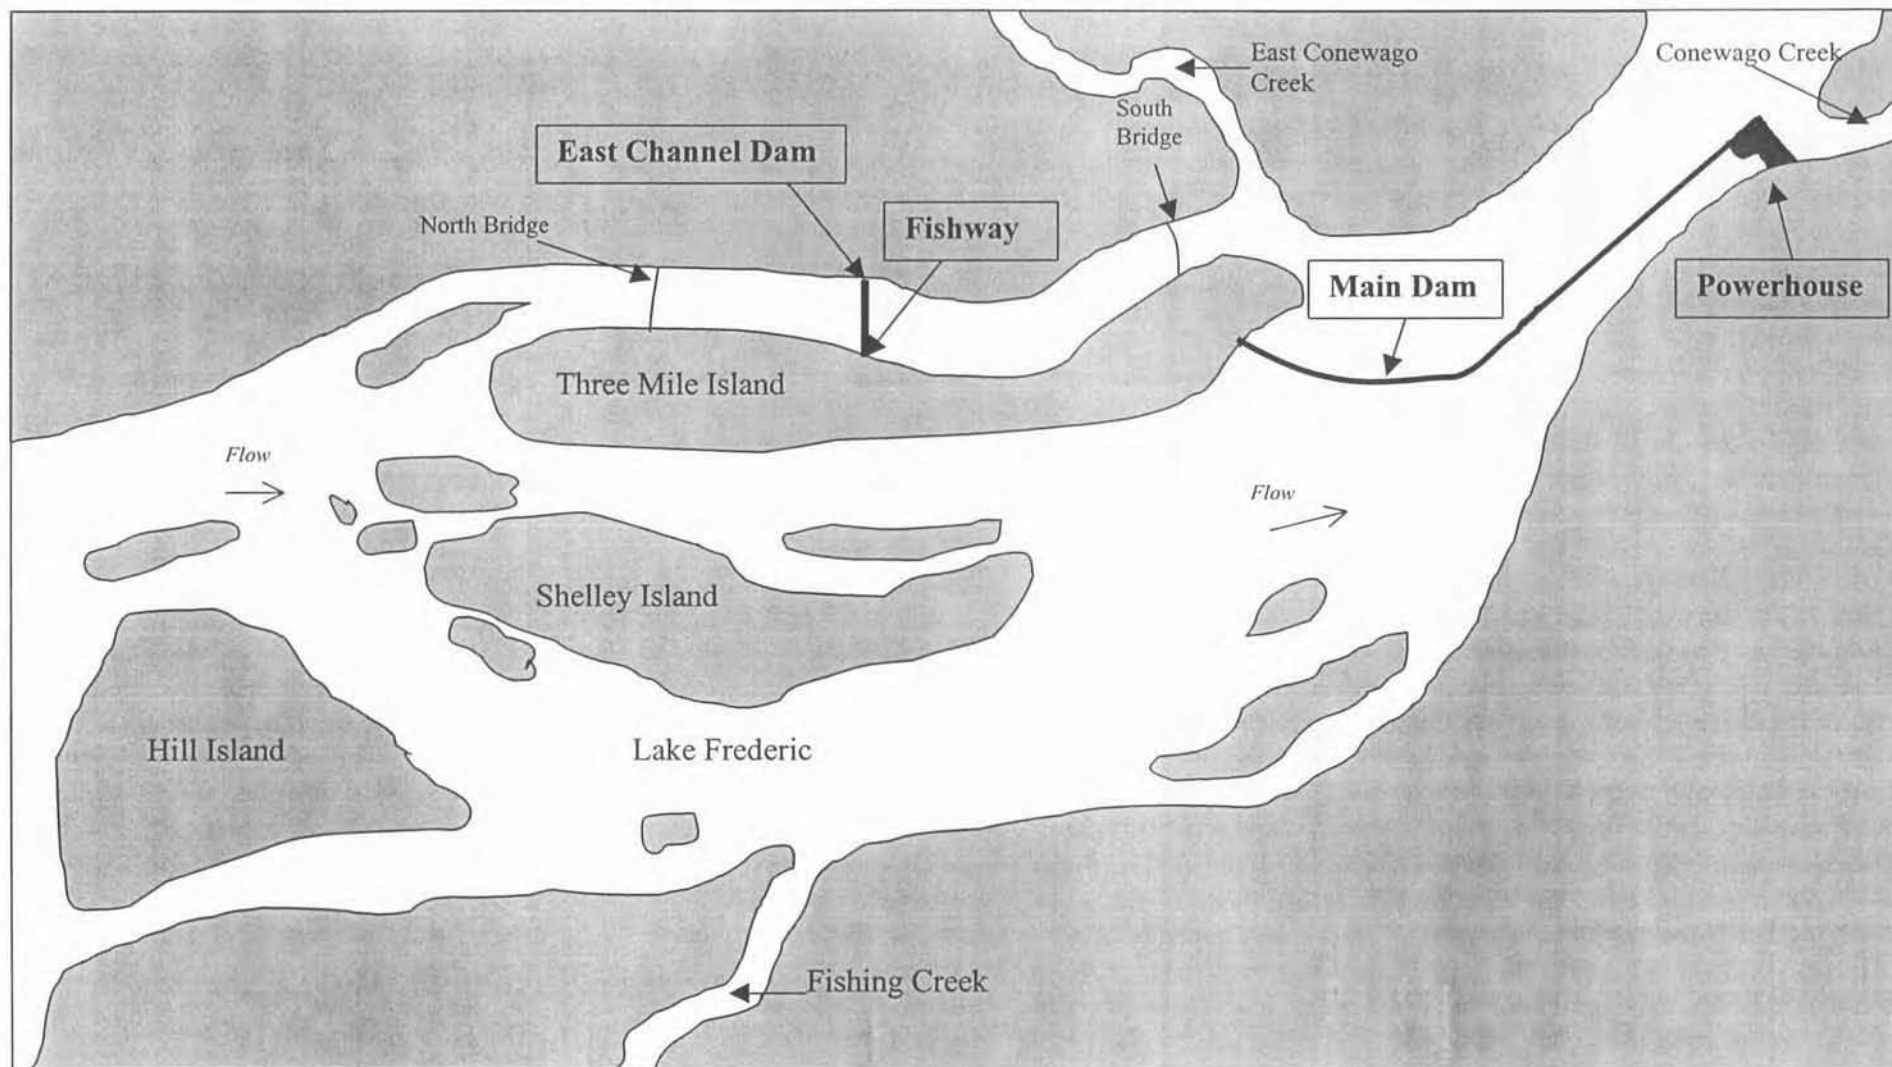 East Conewago
Creek
Conewago Creek
South
Bridge
East Channel Dam
North Bridge
Fishway
Main Dam
Powerhouse
Three Mile Island
Flow
Flow
Shelley Island
Hill Island
Lake Frederic
Fishing Creek